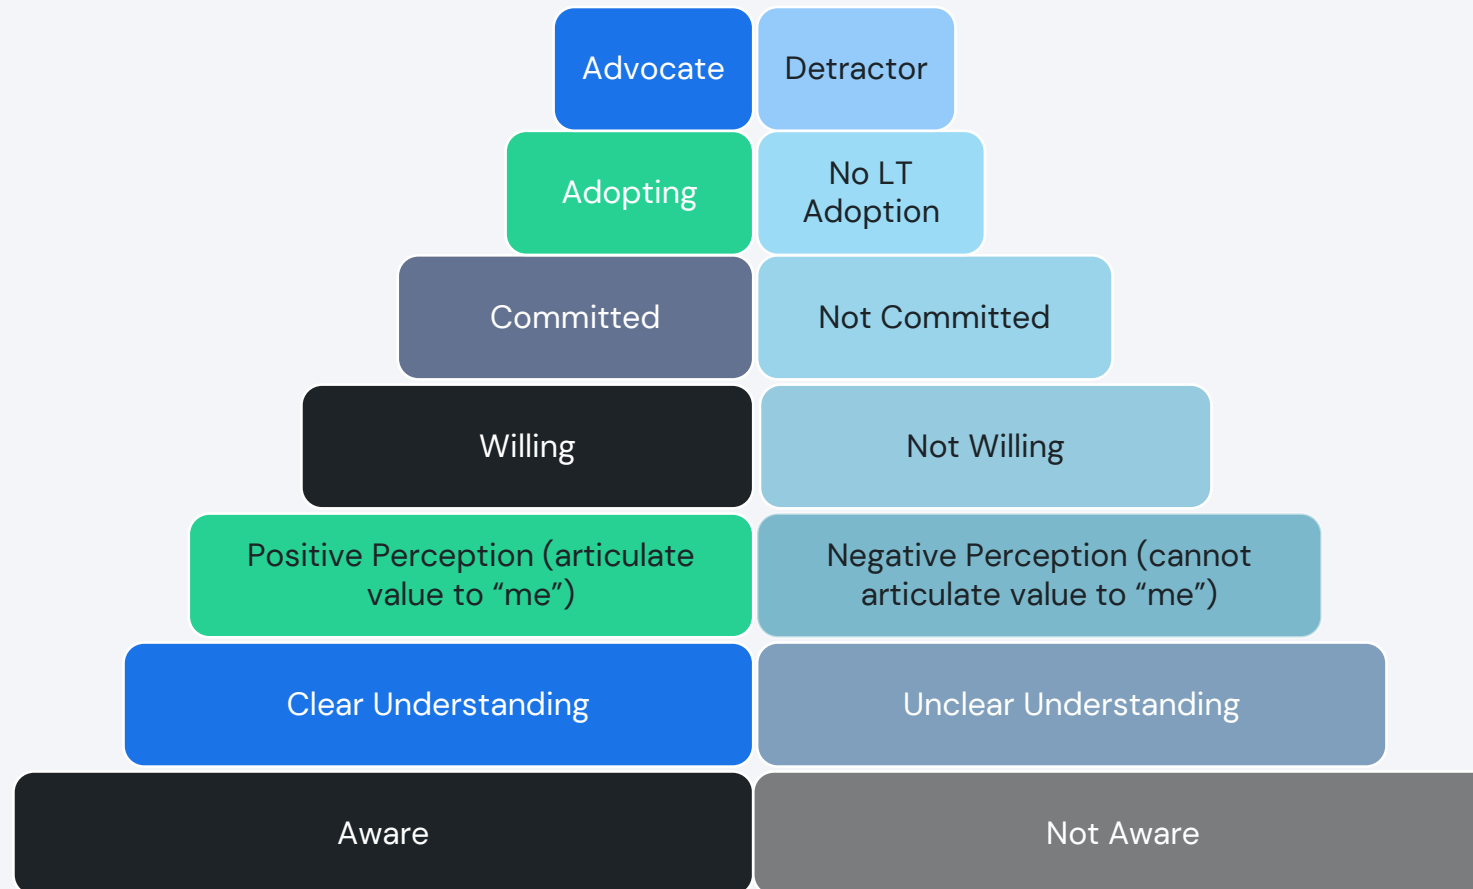 Advocate
Detractor
Adopting
No LT
Adoption
Committed
Not Committed
Willing
Not Willing
Positive Perception (articulate
value to “me”)
Negative Perception (cannot
articulate value to “me”)
Clear Understanding
Unclear Understanding
Aware
Not Aware